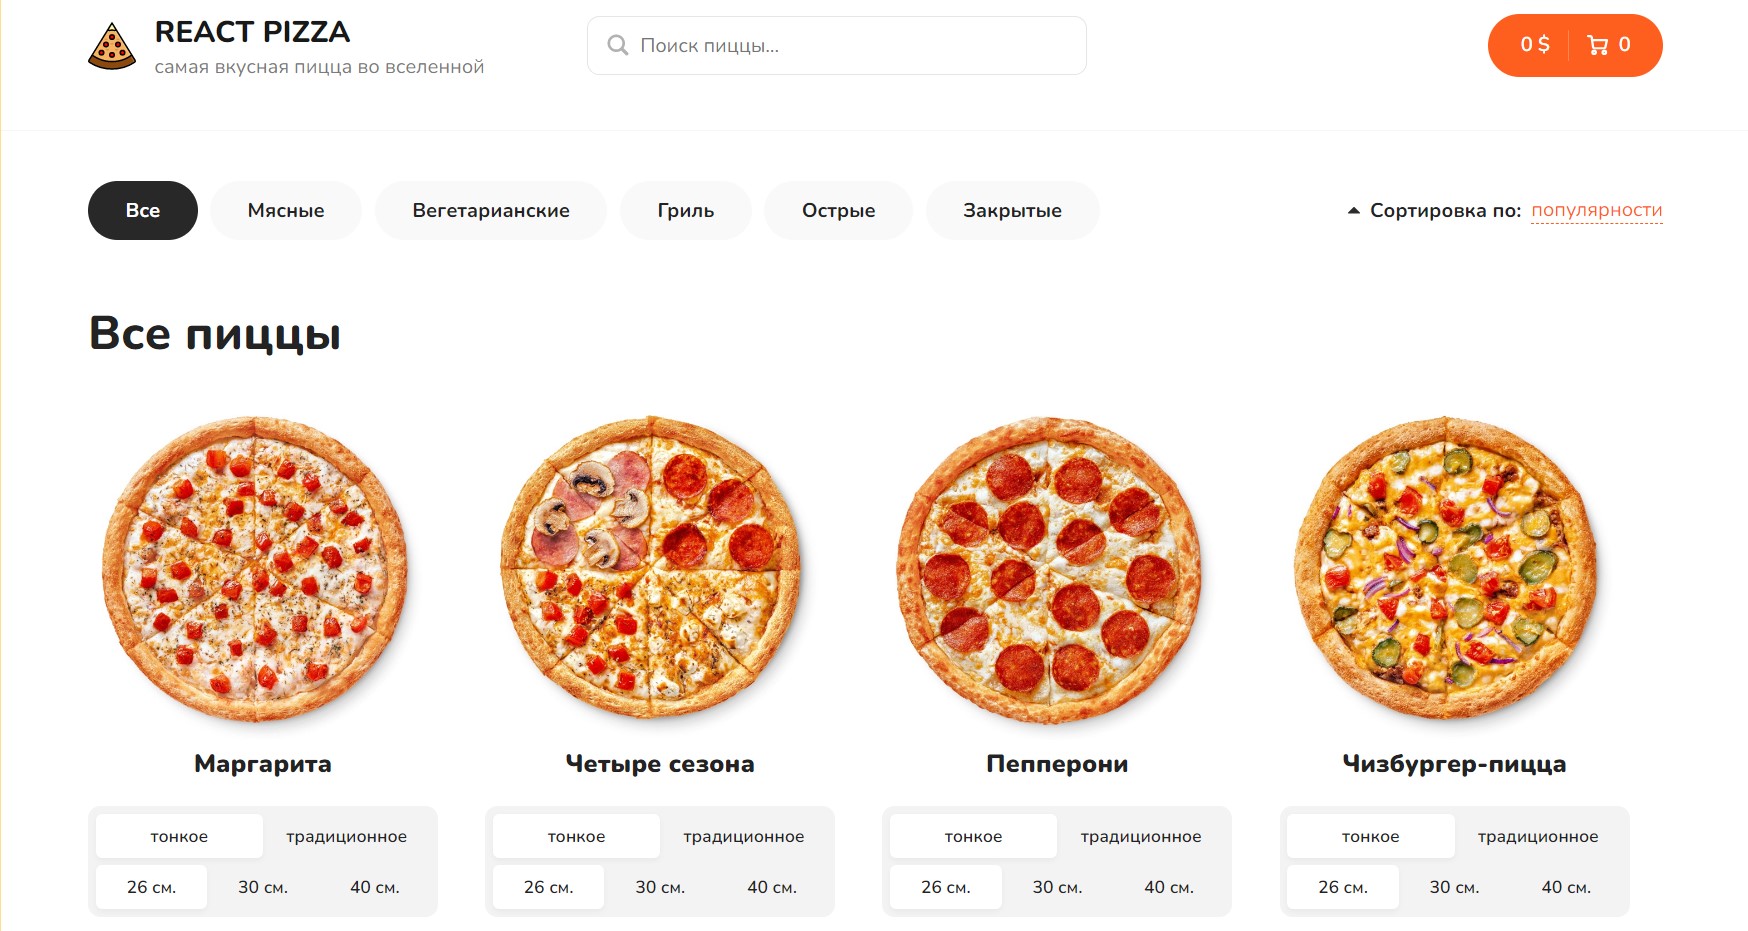 REACT PIZZA
самая вкусная пицца во вселенной
Поиск пиццы...
0 $ 0
Все Мясные Вегетарианские Гриль Острые Закрытые Сортировка по: популярности
Все пиццы
Маргарита Четыре сезона Пепперони Чизбургер-пицца
тонкое традиционное тонкое традиционное тонкое традиционное тонкое традиционное
26 см. 30 см. 40 см. 26 см. 30 см. 40 см. 26 см. 30 см. 40 см. 26 см. 30 см. 40 см.